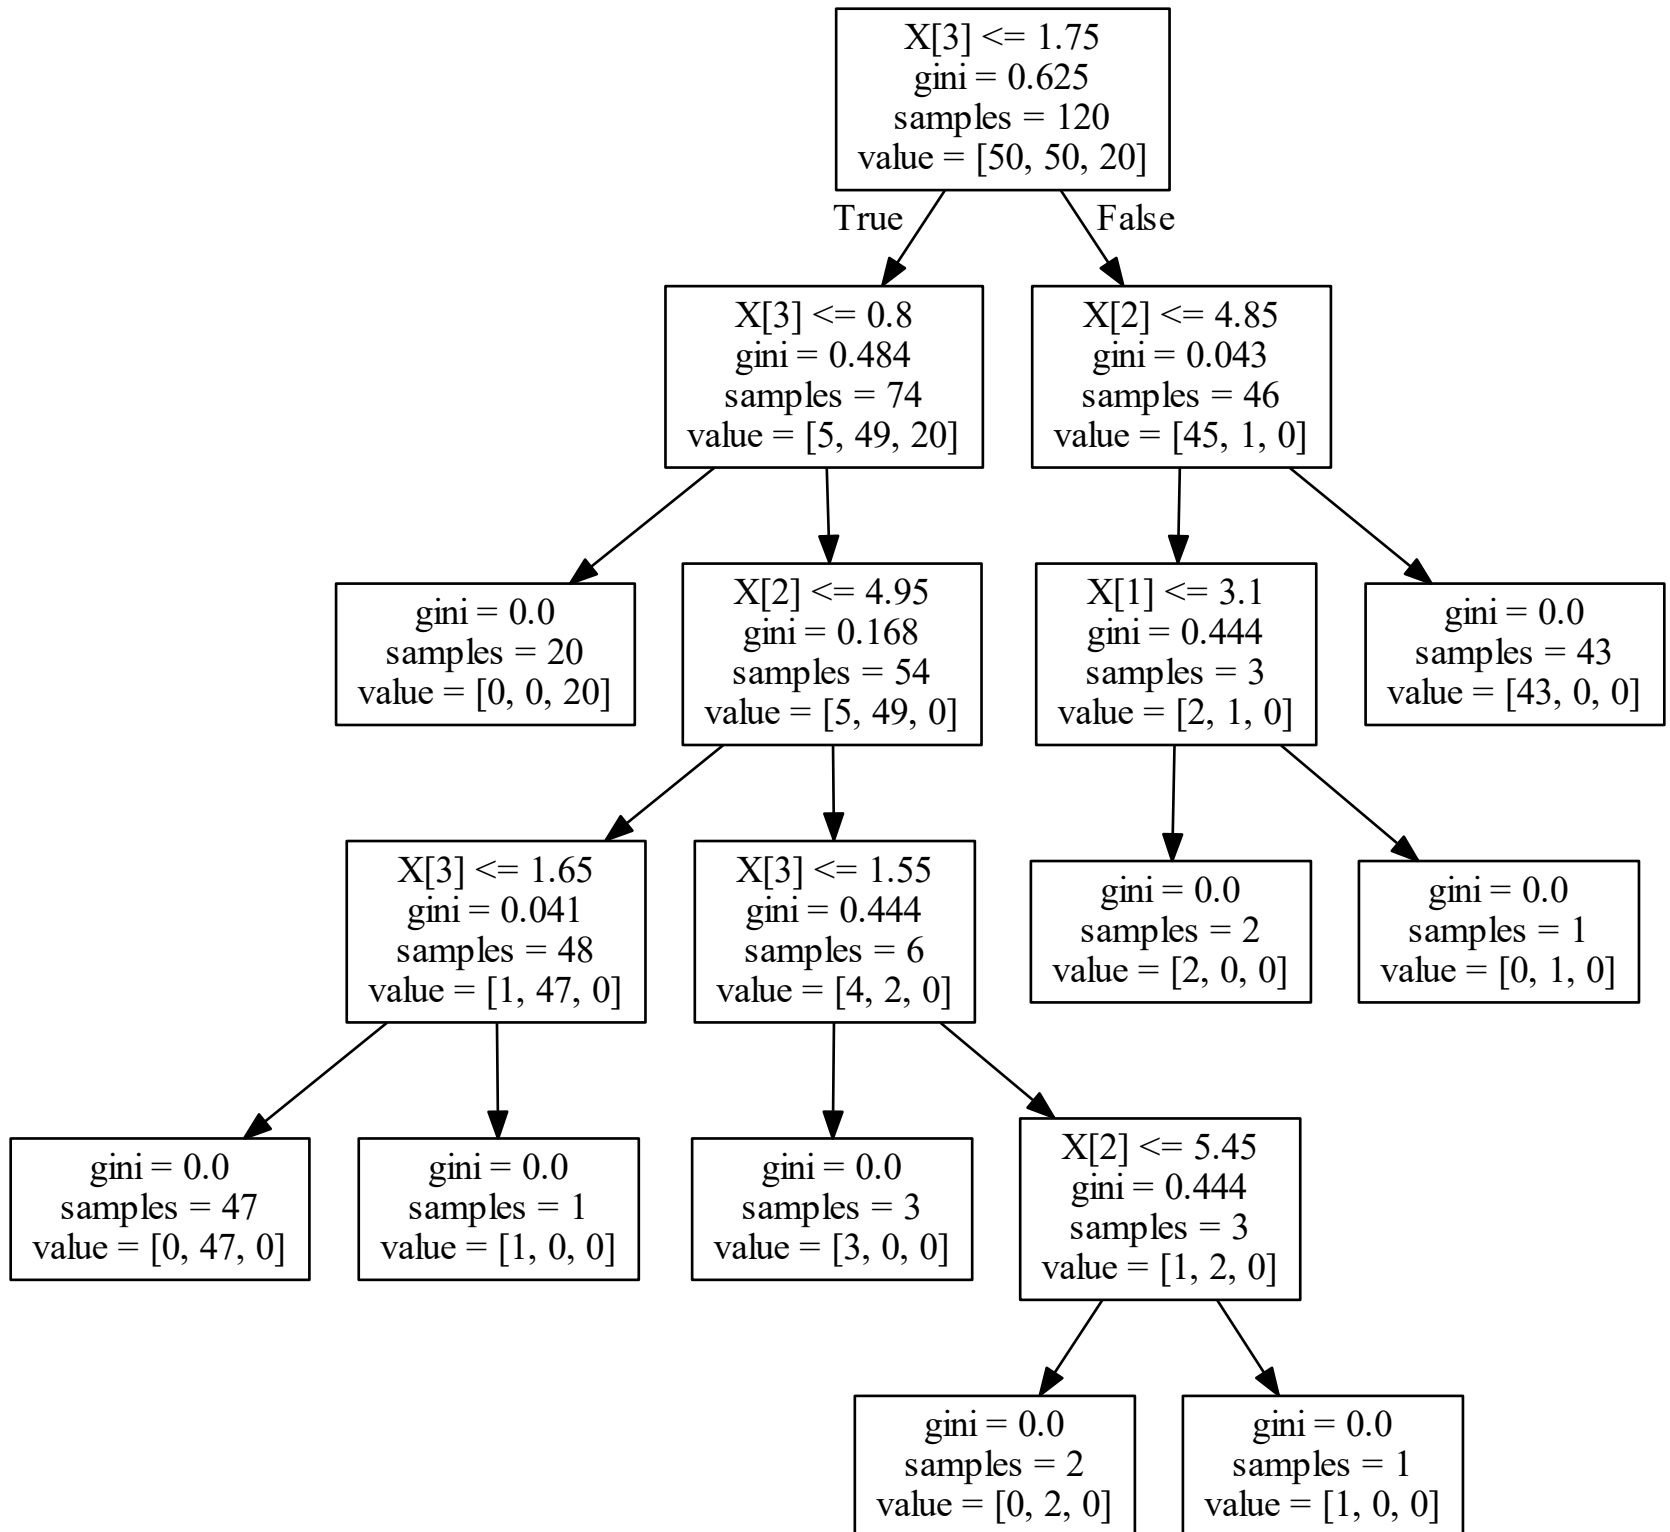 X[3] <= 1.75
gini = 0.625
samples = 120
value = [50, 50, 20]
True
False
X[3] <= 0.8
gini = 0.484
samples = 74
value = [5, 49, 20]
X[2] <= 4.85
gini = 0.043
samples = 46
value = [45, 1, 0]
gini = 0.0
samples = 20
value = [0, 0, 20]
X[2] <= 4.95
gini = 0.168
samples = 54
value = [5, 49, 0]
X[1] <= 3.1
gini = 0.444
samples = 3
value = [2, 1, 0]
gini = 0.0
samples = 43
value = [43, 0, 0]
X[3] <= 1.65
gini = 0.041
samples = 48
value = [1, 47, 0]
X[3] <= 1.55
gini = 0.444
samples = 6
value = [4, 2, 0]
gini = 0.0
samples = 2
value = [2, 0, 0]
gini = 0.0
samples = 1
value = [0, 1, 0]
gini = 0.0
samples = 47
value = [0, 47, 0]
gini = 0.0
samples = 1
value = [1, 0, 0]
gini = 0.0
samples = 3
value = [3, 0, 0]
X[2] <= 5.45
gini = 0.444
samples = 3
value = [1, 2, 0]
gini = 0.0
samples = 2
value = [0, 2, 0]
gini = 0.0
samples = 1
value = [1, 0, 0]